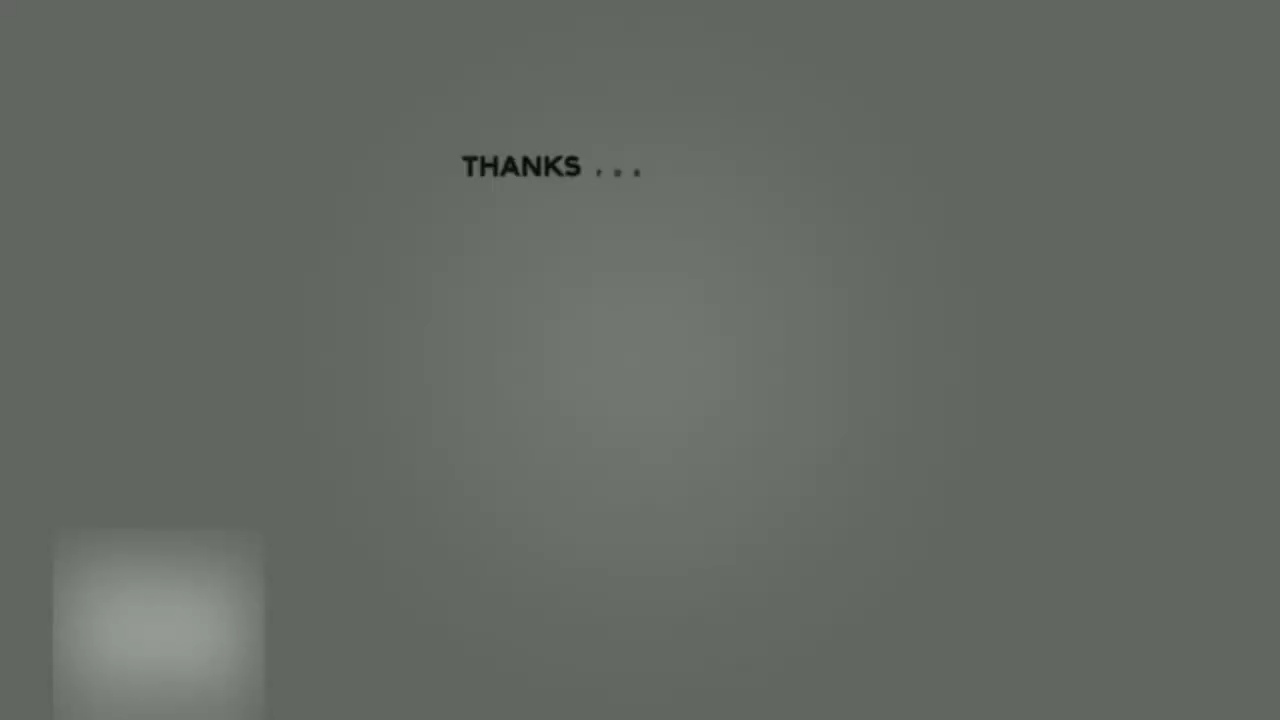 THANKS . . .